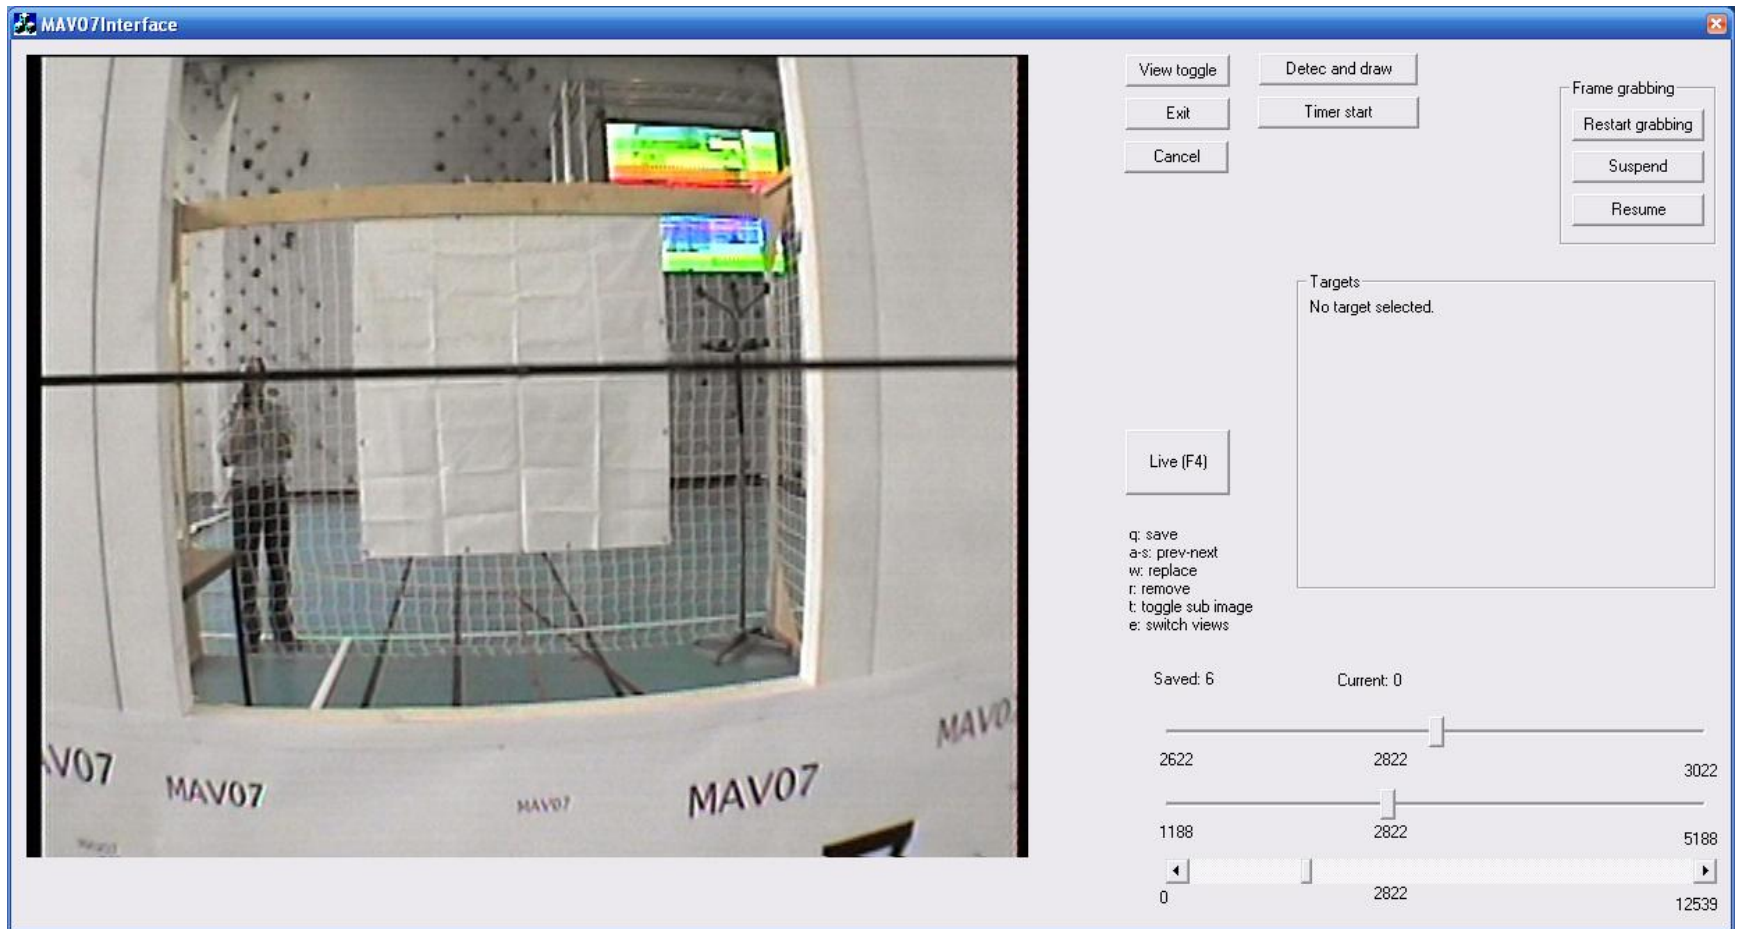 MAV07Interface
View toggle
Detec and draw
Exit
Timer start
Cancel
Frame grabbing
Restart grabbing
Suspend
Resume
Targets
No target selected.
Live (F4)
q: save
a-s: prev-next
w: replace
r: remove
t: toggle sub image
e: switch views
Saved: 6
Current: 0
2622
2822
3022
1188
2822
5188
0
2822
12539
AV07
MAV07
MAV07
MAV07
MAV0